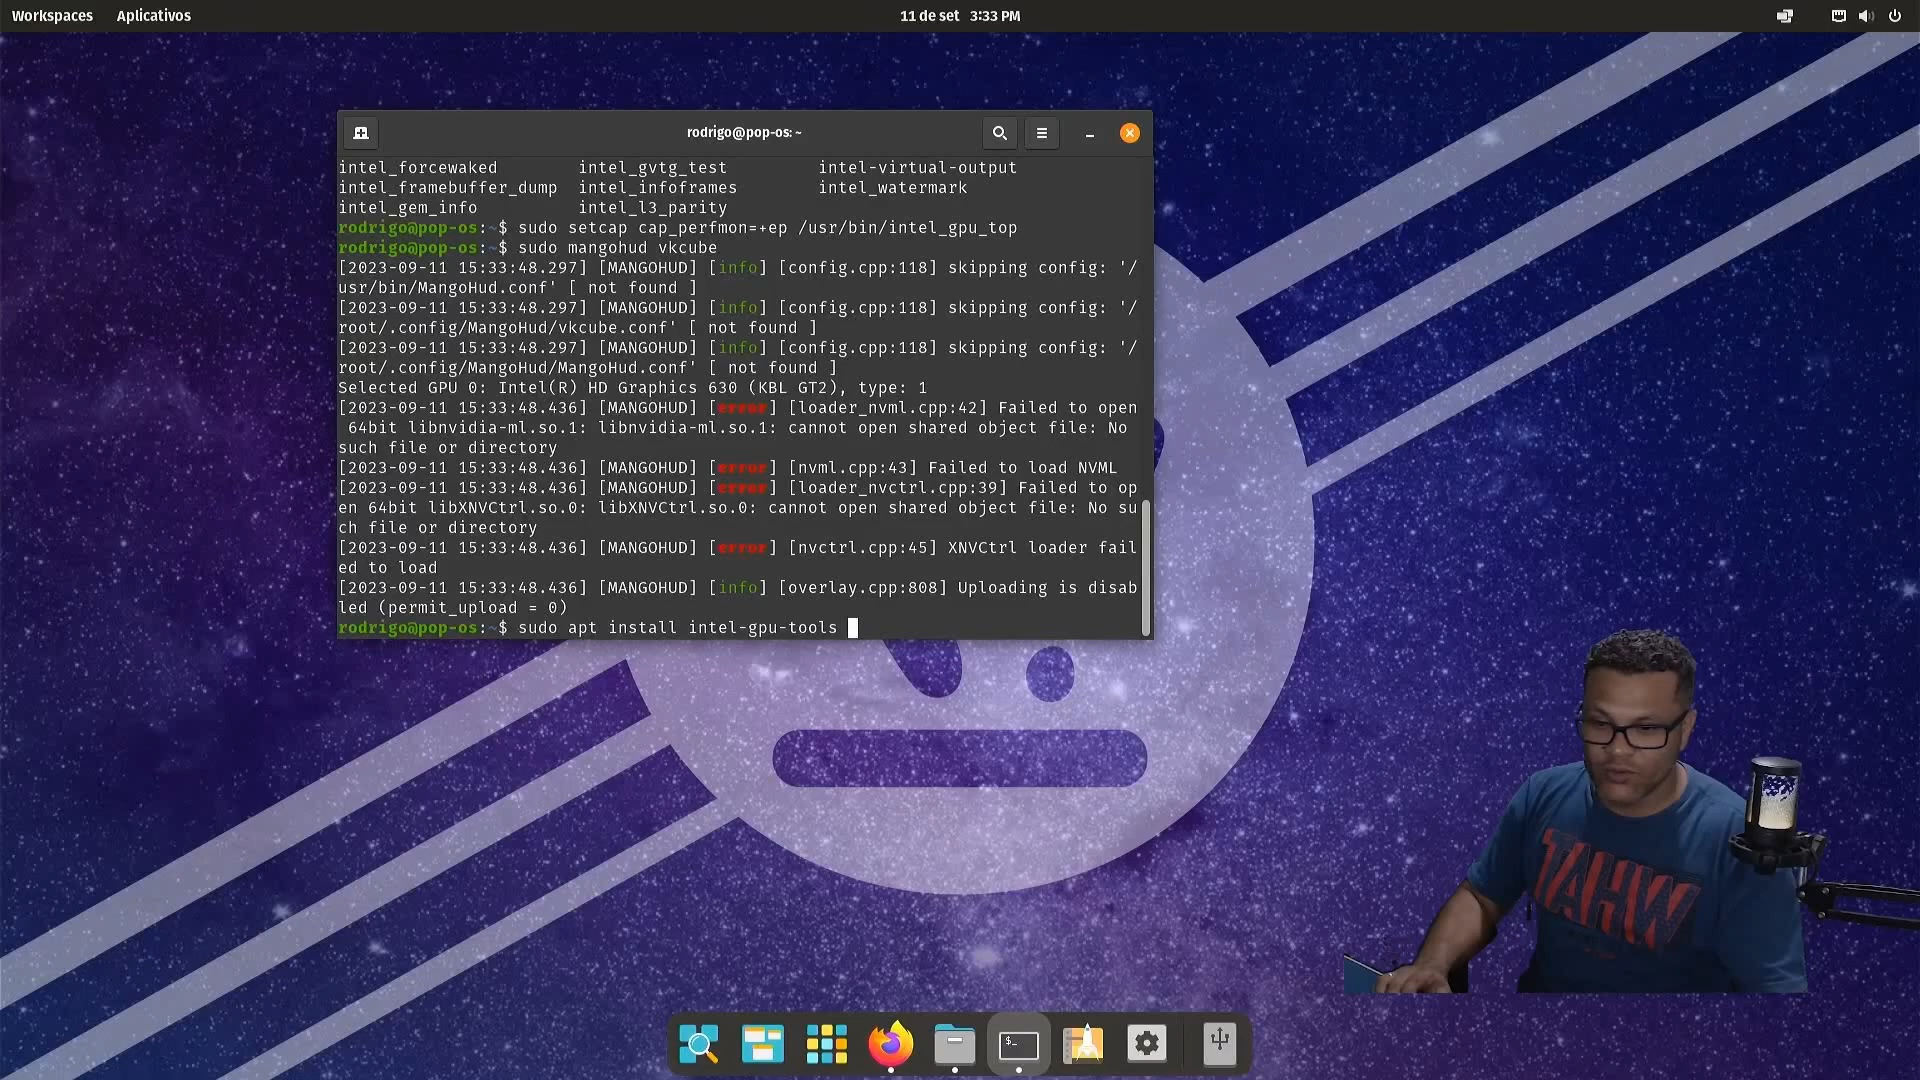 Workspaces Aplicativos 11 de set 3:33 PM
rodrigo@pop-os: ~
intel_forcewaked intel_gvtg_test intel-virtual-output
intel_framebuffer_dump intel_infoframes intel_watermark
intel_gem_info intel_l3_parity
rodrigo@pop-os:~$ sudo setcap cap_perfmon=+ep /usr/bin/intel_gpu_top
rodrigo@pop-os:~$ sudo mangohud vkcube
[2023-09-11 15:33:48.297] [MANGOHUD] [info] [config.cpp:118] skipping config: '/
usr/bin/MangoHud.conf' [ not found ]
[2023-09-11 15:33:48.297] [MANGOHUD] [info] [config.cpp:118] skipping config: '/
root/.config/MangoHud/vkcube.conf' [ not found ]
[2023-09-11 15:33:48.297] [MANGOHUD] [info] [config.cpp:118] skipping config: '/
root/.config/MangoHud/MangoHud.conf' [ not found ]
Selected GPU 0: Intel(R) HD Graphics 630 (KBL GT2), type: 1
[2023-09-11 15:33:48.436] [MANGOHUD] [error] [loader_nvml.cpp:42] Failed to open
64bit libnvidia-ml.so.1: libnvidia-ml.so.1: cannot open shared object file: No
such file or directory
[2023-09-11 15:33:48.436] [MANGOHUD] [error] [nvml.cpp:43] Failed to load NVML
[2023-09-11 15:33:48.436] [MANGOHUD] [error] [loader_nvctrl.cpp:39] Failed to op
en 64bit libXNVCtrl.so.0: libXNVCtrl.so.0: cannot open shared object file: No su
ch file or directory
[2023-09-11 15:33:48.436] [MANGOHUD] [error] [nvctrl.cpp:45] XNVCtrl loader fail
ed to load
[2023-09-11 15:33:48.436] [MANGOHUD] [info] [overlay.cpp:808] Uploading is disab
led (permit_upload = 0)
rodrigo@pop-os:~$ sudo apt install intel-gpu-tools
TAHW
$_